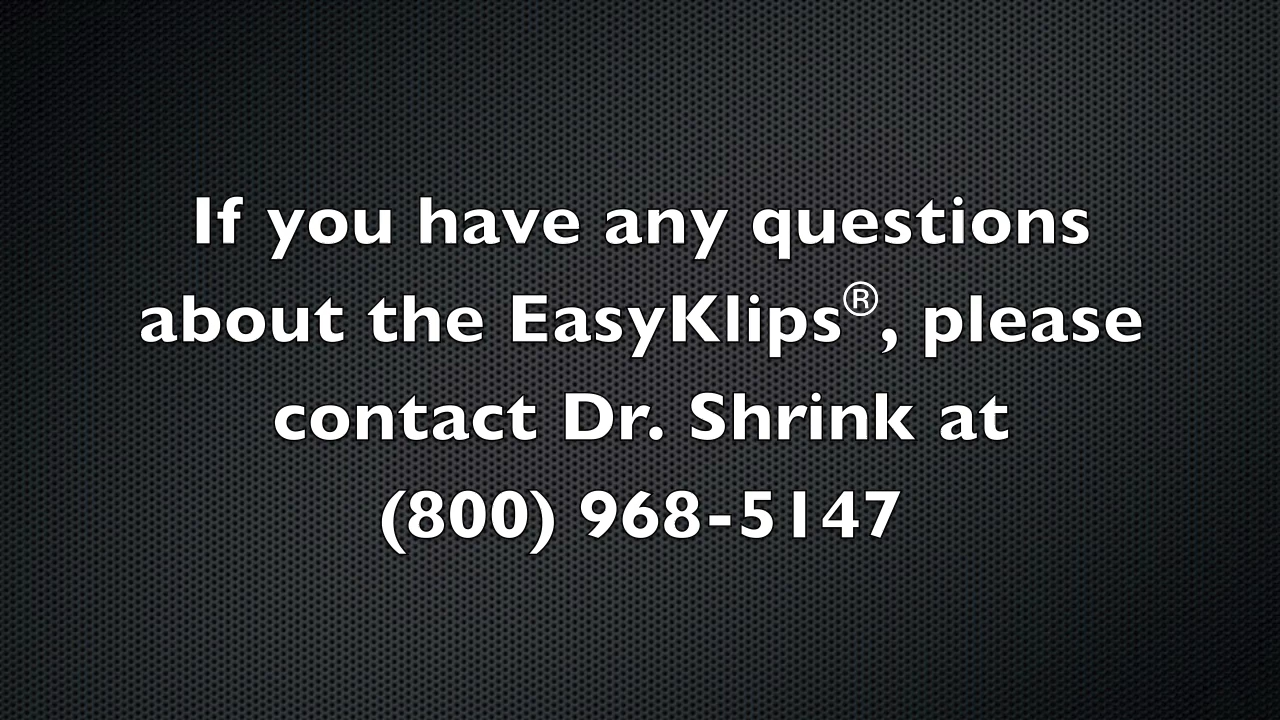 If you have any questions
about the EasyKlips®, please
contact Dr. Shrink at
(800) 968-5147